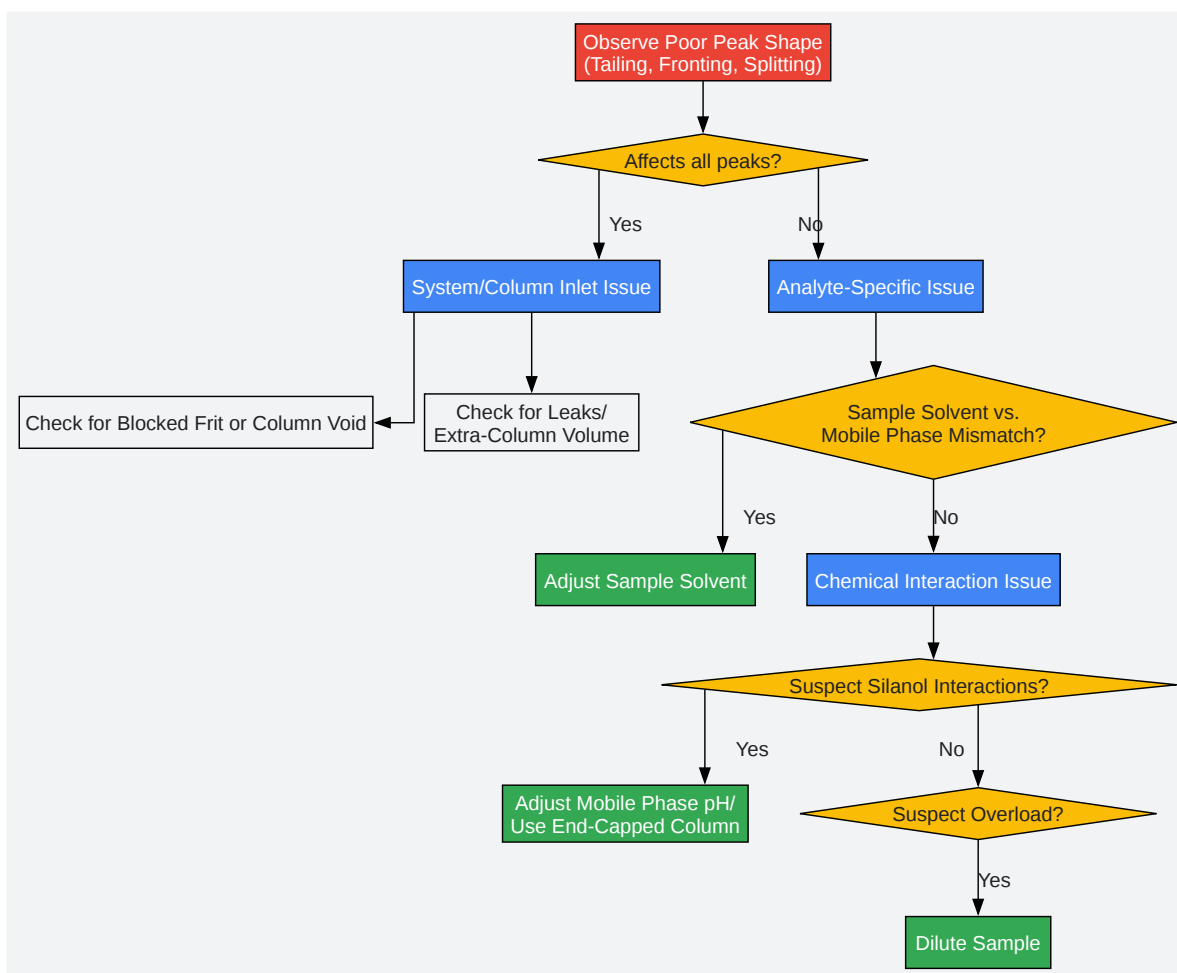 Observe Poor Peak Shape
(Tailing, Fronting, Splitting)
Affects all peaks?
Yes
No
System/Column Inlet Issue
Analyte-Specific Issue
Check for Blocked Frit or Column Void
Check for Leaks/
Extra-Column Volume
Sample Solvent vs.
Mobile Phase Mismatch?
Yes
No
Adjust Sample Solvent
Chemical Interaction Issue
Suspect Silanol Interactions?
Yes
No
Adjust Mobile Phase pH/
Use End-Capped Column
Suspect Overload?
Yes
Dilute Sample